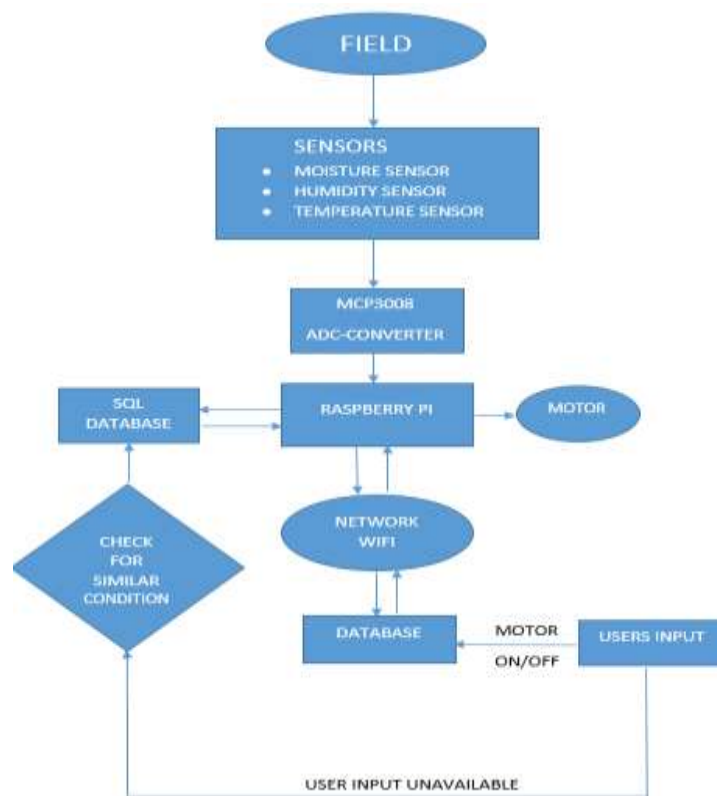 FIELD
SENSORS
● MOISTURE SENSOR
● HUMIDITY SENSOR
● TEMPERATURE SENSOR
MCP3008
ADC-CONVERTER
SQL
DATABASE
RASPBERRY PI
MOTOR
NETWORK
WIFI
CHECK
FOR
SIMILAR
CONDITION
DATABASE
MOTOR
ON/OFF
USERS INPUT
USER INPUT UNAVAILABLE